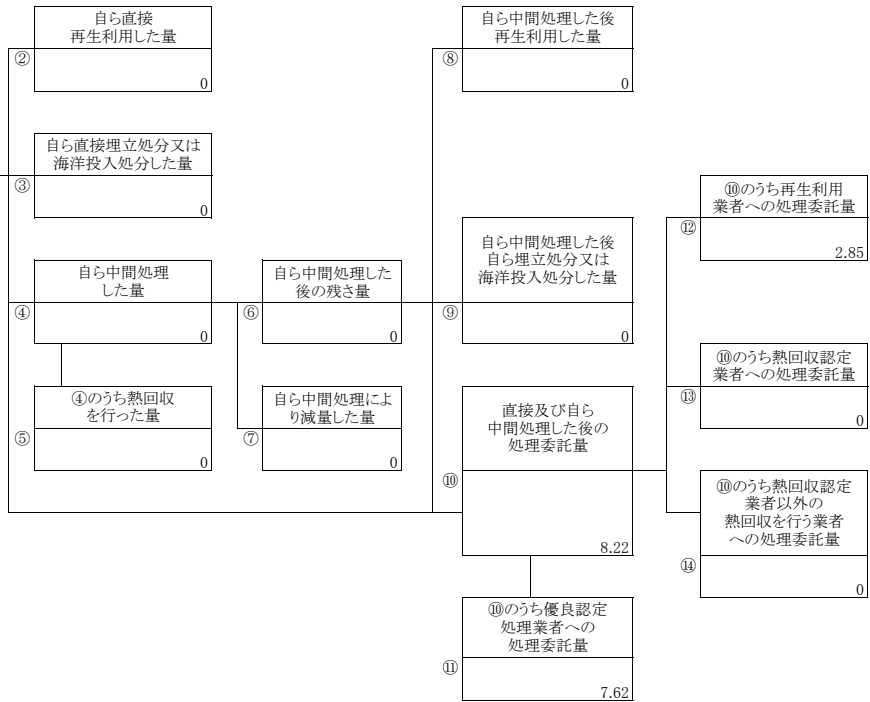 自ら直接
再生利用した量
②
0
自ら直接埋立処分又は
海洋投入処分した量
③
0
自ら中間処理
した量
④
0
④のうち熱回収
を行った量
⑤
0
自ら中間処理した
後の残さ量
⑥
0
自ら中間処理によ
り減量した量
⑦
0
自ら中間処理した後
再生利用した量
⑧
0
自ら中間処理した後
自ら埋立処分又は
海洋投入処分した量
⑨
0
直接及び自ら
中間処理した後の
処理委託量
⑩
8.22
⑩のうち優良認定
処理業者への
処理委託量
⑪
7.62
⑩のうち再生利用
業者への処理委託量
⑫
2.85
⑩のうち熱回収認定
業者への処理委託量
⑬
0
⑩のうち熱回収認定
業者以外の
熱回収を行う業者
への処理委託量
⑭
0